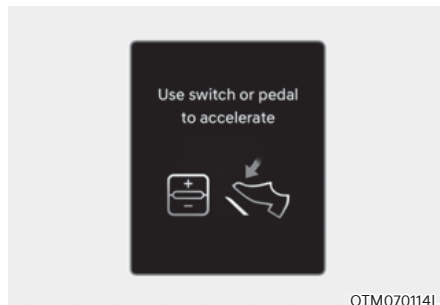 Use switch or pedal
to accelerate
+
−
OTM070114L